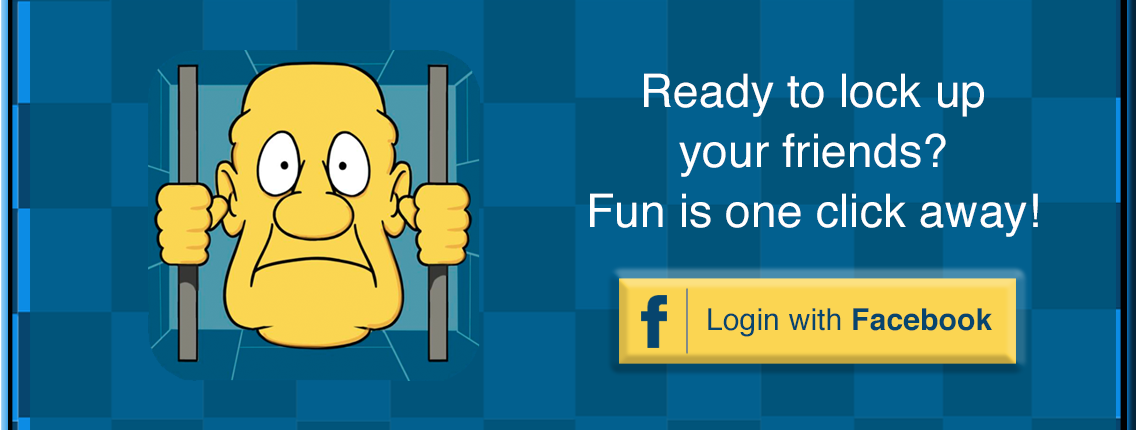 Ready to lock up
your friends?
Fun is one click away!
f Login with Facebook